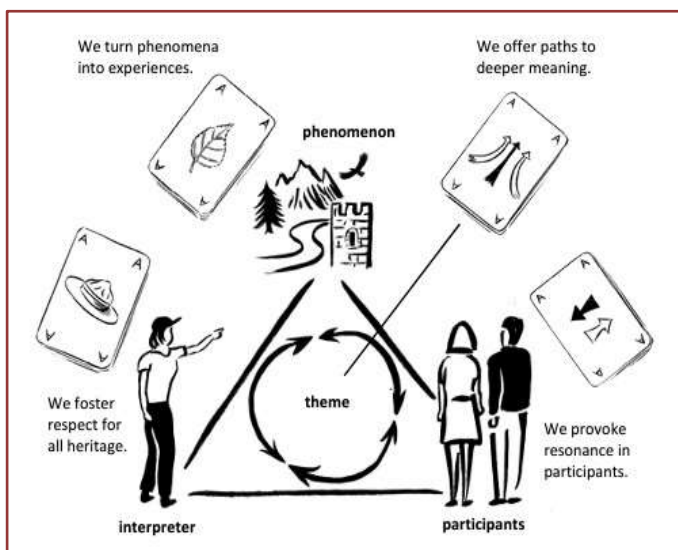 We turn phenomena
into experiences.
We offer paths to
deeper meaning.
A
A
A
A
phenomenon
A
A
A
A
A
A
A
A
A
A
A
A
theme
We foster
respect for
all heritage.
We provoke
resonance in
participants.
interpreter
participants